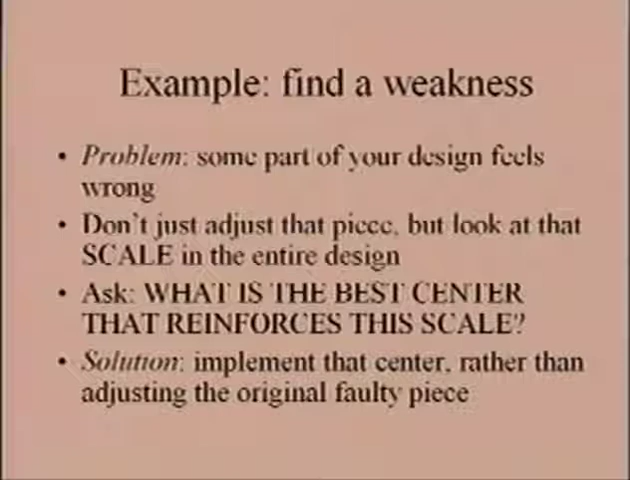 Example: find a weakness
• Problem: some part of your design feels
wrong
• Don't just adjust that piece, but look at that
SCALE in the entire design
• Ask: WHAT IS THE BEST CENTER
THAT REINFORCES THIS SCALE?
• Solution: implement that center, rather than
adjusting the original faulty piece